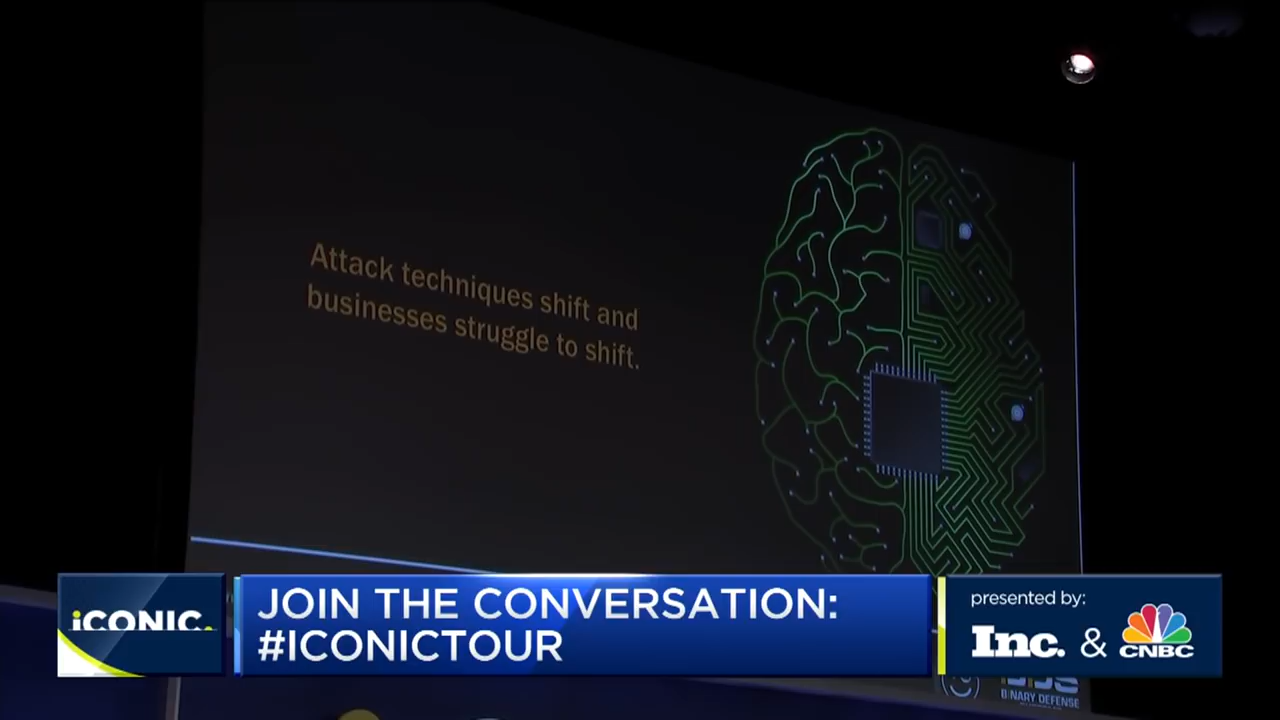 Attack techniques shift and
businesses struggle to shift.
iCONIC.
JOIN THE CONVERSATION:
#ICONICTOUR
presented by:
Inc. & CNBC
BINARY DEFENSE